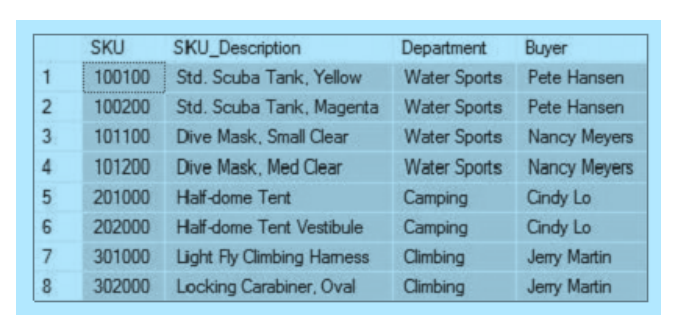 SKU SKU_Description Department Buyer
1 100100 Std. Scuba Tank, Yellow Water Sports Pete Hansen
2 100200 Std. Scuba Tank, Magenta Water Sports Pete Hansen
3 101100 Dive Mask, Small Clear Water Sports Nancy Meyers
4 101200 Dive Mask, Med Clear Water Sports Nancy Meyers
5 201000 Half-dome Tent Camping Cindy Lo
6 202000 Half-dome Tent Vestibule Camping Cindy Lo
7 301000 Light Fly Climbing Harness Climbing Jerry Martin
8 302000 Locking Carabiner, Oval Climbing Jerry Martin